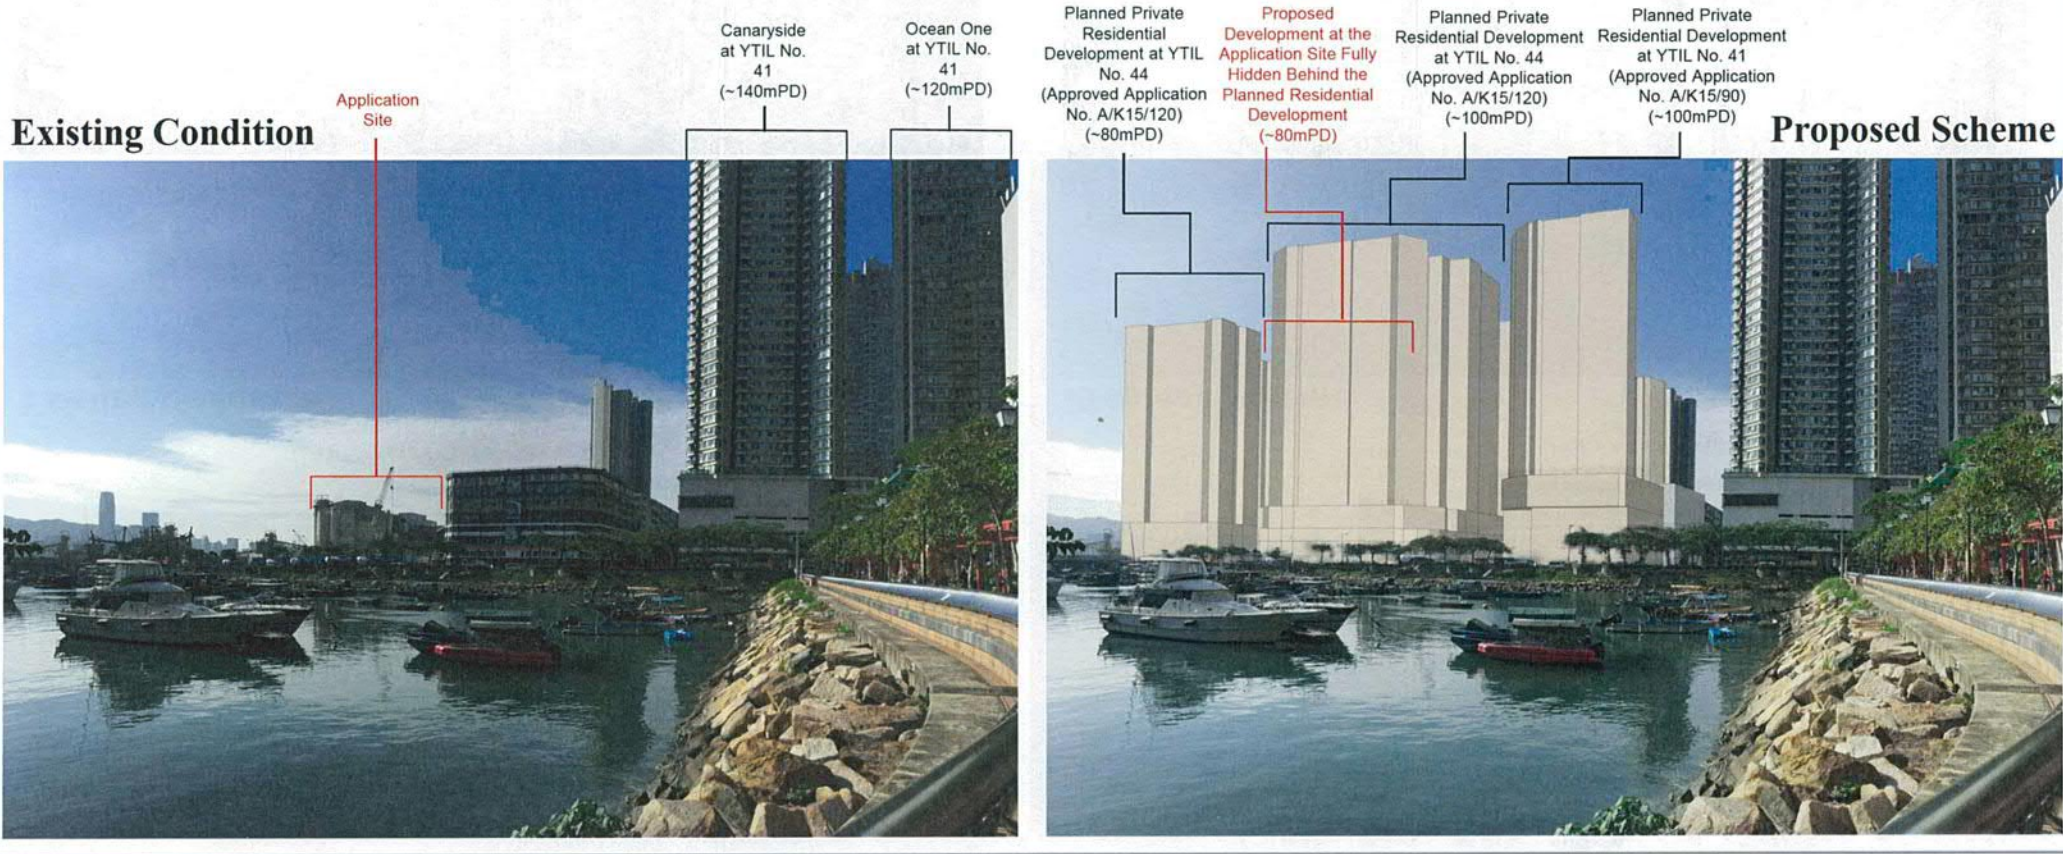 Existing Condition
Application
Site
Canaryside
at YTIL No.
41
(~140mPD)
Ocean One
at YTIL No.
41
(~120mPD)
Planned Private
Residential
Development at YTIL
No. 44
(Approved Application
No. A/K15/120)
(~80mPD)
Proposed
Development at the
Application Site Fully
Hidden Behind the
Planned Residential
Development
(~80mPD)
Planned Private
Residential Development
at YTIL No. 44
(Approved Application
No. A/K15/120)
(~100mPD)
Planned Private
Residential Development
at YTIL No. 41
(Approved Application
No. A/K15/90)
(~100mPD)
Proposed Scheme